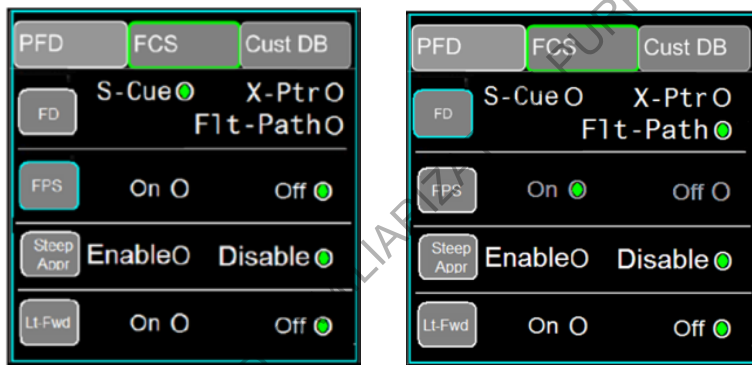 PFD FCS Cust DB
FD S-Cue X-Ptr
Flt-Path
FPS On Off
Steep Appr Enable Disable
Lt-Fwd On Off
PFD FCS Cust DB
FD S-Cue X-Ptr
Flt-Path
FPS On Off
Steep Appr Enable Disable
Lt-Fwd On Off